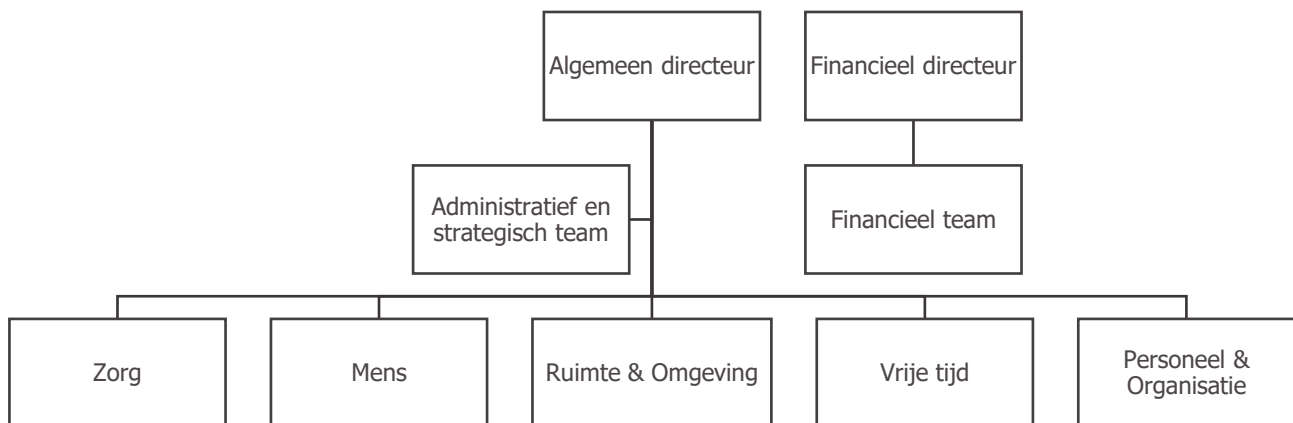 Algemeen directeur
Financieel directeur
Administratief en
strategisch team
Financieel team
Zorg
Mens
Ruimte & Omgeving
Vrije tijd
Personeel &
Organisatie